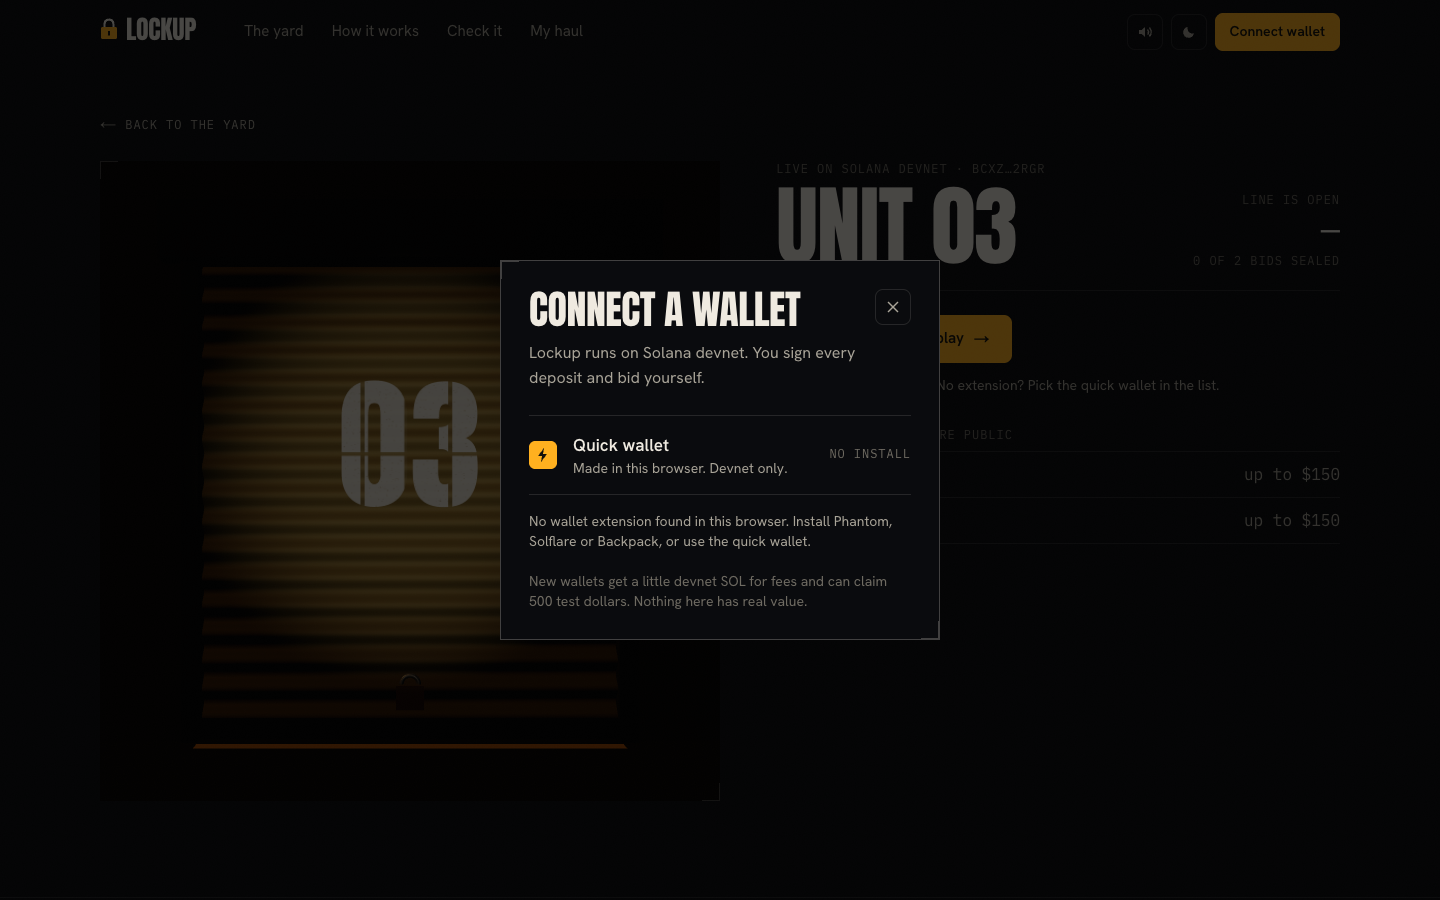 LOCKUP
The yard
How it works
Check it
My haul
Connect wallet
← BACK TO THE YARD
LIVE ON SOLANA DEVNET · BCXZ…2RGR
UNIT 03
LINE IS OPEN
—
0 OF 2 BIDS SEALED
03
CONNECT A WALLET
Lockup runs on Solana devnet. You sign every
deposit and bid yourself.
Quick wallet
Made in this browser. Devnet only.
NO INSTALL
No wallet extension found in this browser. Install Phantom,
Solflare or Backpack, or use the quick wallet.
New wallets get a little devnet SOL for fees and can claim
500 test dollars. Nothing here has real value.
play →
No extension? Pick the quick wallet in the list.
PUBLIC
up to $150
up to $150